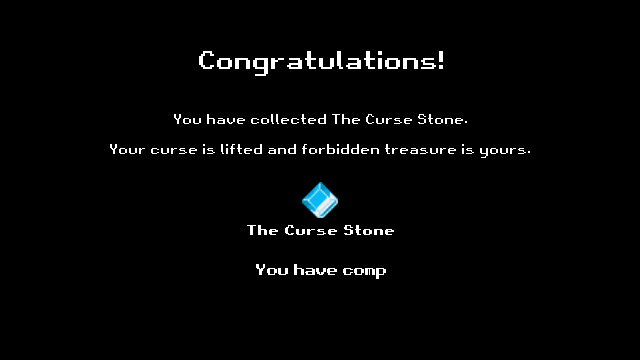 Congratulations!
You have collected The Curse Stone.
Your curse is lifted and forbidden treasure is yours.
The Curse Stone
You have comp